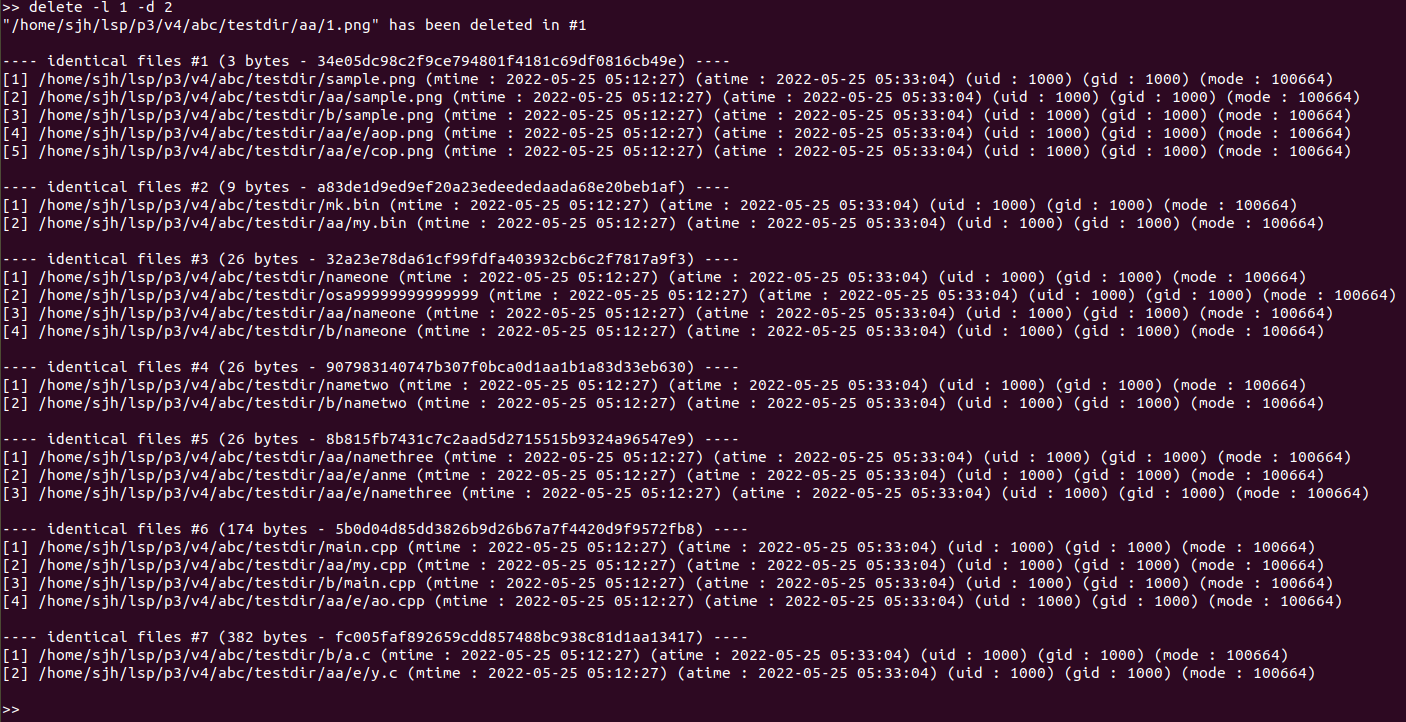 >> delete -l 1 -d 2
"/home/sjh/lsp/p3/v4/abc/testdir/aa/1.png" has been deleted in #1
---- identical files #1 (3 bytes - 34e05dc98c2f9ce794801f4181c69df0816cb49e) ----
[1] /home/sjh/lsp/p3/v4/abc/testdir/sample.png (mtime : 2022-05-25 05:12:27) (atime : 2022-05-25 05:33:04) (uid : 1000) (gid : 1000) (mode : 100664)
[2] /home/sjh/lsp/p3/v4/abc/testdir/aa/sample.png (mtime : 2022-05-25 05:12:27) (atime : 2022-05-25 05:33:04) (uid : 1000) (gid : 1000) (mode : 100664)
[3] /home/sjh/lsp/p3/v4/abc/testdir/b/sample.png (mtime : 2022-05-25 05:12:27) (atime : 2022-05-25 05:33:04) (uid : 1000) (gid : 1000) (mode : 100664)
[4] /home/sjh/lsp/p3/v4/abc/testdir/aa/e/aop.png (mtime : 2022-05-25 05:12:27) (atime : 2022-05-25 05:33:04) (uid : 1000) (gid : 1000) (mode : 100664)
[5] /home/sjh/lsp/p3/v4/abc/testdir/aa/e/cop.png (mtime : 2022-05-25 05:12:27) (atime : 2022-05-25 05:33:04) (uid : 1000) (gid : 1000) (mode : 100664)
---- identical files #2 (9 bytes - a83de1d9ed9ef20a23edeededaada68e20beb1af) ----
[1] /home/sjh/lsp/p3/v4/abc/testdir/mk.bin (mtime : 2022-05-25 05:12:27) (atime : 2022-05-25 05:33:04) (uid : 1000) (gid : 1000) (mode : 100664)
[2] /home/sjh/lsp/p3/v4/abc/testdir/aa/my.bin (mtime : 2022-05-25 05:12:27) (atime : 2022-05-25 05:33:04) (uid : 1000) (gid : 1000) (mode : 100664)
---- identical files #3 (26 bytes - 32a23e78da61cf99fdfa403932cb6c2f7817a9f3) ----
[1] /home/sjh/lsp/p3/v4/abc/testdir/nameone (mtime : 2022-05-25 05:12:27) (atime : 2022-05-25 05:33:04) (uid : 1000) (gid : 1000) (mode : 100664)
[2] /home/sjh/lsp/p3/v4/abc/testdir/osa99999999999999 (mtime : 2022-05-25 05:12:27) (atime : 2022-05-25 05:33:04) (uid : 1000) (gid : 1000) (mode : 100664)
[3] /home/sjh/lsp/p3/v4/abc/testdir/aa/nameone (mtime : 2022-05-25 05:12:27) (atime : 2022-05-25 05:33:04) (uid : 1000) (gid : 1000) (mode : 100664)
[4] /home/sjh/lsp/p3/v4/abc/testdir/b/nameone (mtime : 2022-05-25 05:12:27) (atime : 2022-05-25 05:33:04) (uid : 1000) (gid : 1000) (mode : 100664)
---- identical files #4 (26 bytes - 907983140747b307f0bca0d1aa1b1a83d33eb630) ----
[1] /home/sjh/lsp/p3/v4/abc/testdir/nametwo (mtime : 2022-05-25 05:12:27) (atime : 2022-05-25 05:33:04) (uid : 1000) (gid : 1000) (mode : 100664)
[2] /home/sjh/lsp/p3/v4/abc/testdir/b/nametwo (mtime : 2022-05-25 05:12:27) (atime : 2022-05-25 05:33:04) (uid : 1000) (gid : 1000) (mode : 100664)
---- identical files #5 (26 bytes - 8b815fb7431c7c2aad5d2715515b9324a96547e9) ----
[1] /home/sjh/lsp/p3/v4/abc/testdir/aa/namethree (mtime : 2022-05-25 05:12:27) (atime : 2022-05-25 05:33:04) (uid : 1000) (gid : 1000) (mode : 100664)
[2] /home/sjh/lsp/p3/v4/abc/testdir/aa/e/anme (mtime : 2022-05-25 05:12:27) (atime : 2022-05-25 05:33:04) (uid : 1000) (gid : 1000) (mode : 100664)
[3] /home/sjh/lsp/p3/v4/abc/testdir/aa/e/namethree (mtime : 2022-05-25 05:12:27) (atime : 2022-05-25 05:33:04) (uid : 1000) (gid : 1000) (mode : 100664)
---- identical files #6 (174 bytes - 5b0d04d85dd3826b9d26b67a7f4420d9f9572fb8) ----
[1] /home/sjh/lsp/p3/v4/abc/testdir/main.cpp (mtime : 2022-05-25 05:12:27) (atime : 2022-05-25 05:33:04) (uid : 1000) (gid : 1000) (mode : 100664)
[2] /home/sjh/lsp/p3/v4/abc/testdir/aa/my.cpp (mtime : 2022-05-25 05:12:27) (atime : 2022-05-25 05:33:04) (uid : 1000) (gid : 1000) (mode : 100664)
[3] /home/sjh/lsp/p3/v4/abc/testdir/b/main.cpp (mtime : 2022-05-25 05:12:27) (atime : 2022-05-25 05:33:04) (uid : 1000) (gid : 1000) (mode : 100664)
[4] /home/sjh/lsp/p3/v4/abc/testdir/aa/e/ao.cpp (mtime : 2022-05-25 05:12:27) (atime : 2022-05-25 05:33:04) (uid : 1000) (gid : 1000) (mode : 100664)
---- identical files #7 (382 bytes - fc005faf892659cdd857488bc938c81d1aa13417) ----
[1] /home/sjh/lsp/p3/v4/abc/testdir/b/a.c (mtime : 2022-05-25 05:12:27) (atime : 2022-05-25 05:33:04) (uid : 1000) (gid : 1000) (mode : 100664)
[2] /home/sjh/lsp/p3/v4/abc/testdir/aa/e/y.c (mtime : 2022-05-25 05:12:27) (atime : 2022-05-25 05:33:04) (uid : 1000) (gid : 1000) (mode : 100664)
>>